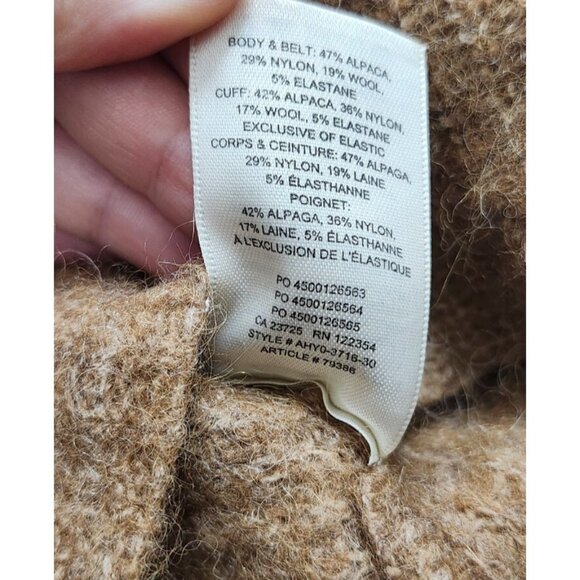 BODY & BELT: 47% ALPACA,
29% NYLON, 19% WOOL,
5% ELASTANE
CUFF: 42% ALPACA, 36% NYLON,
17% WOOL, 5% ELASTANE
EXCLUSIVE OF ELASTIC
CORPS & CEINTURE: 47% ALPAGA,
29% NYLON, 19% LAINE
5% ÉLASTHANNE
POIGNET:
42% ALPAGA, 36% NYLON,
17% LAINE, 5% ÉLASTHANNE
À L'EXCLUSION DE L'ÉLASTIQUE
PO 4500126563
PO 4500126564
PO 4500126565
CA 23725 RN 122354
STYLE # AHY0-3716-30
ARTICLE # 79386